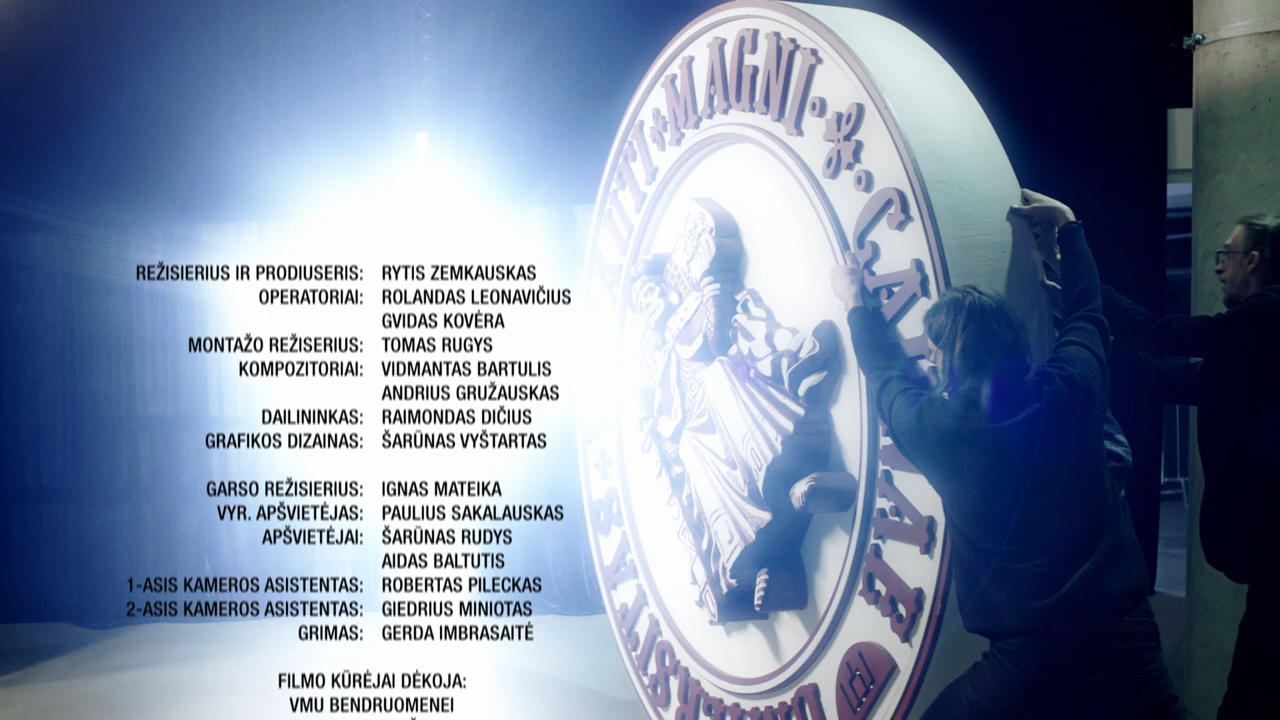 REŽISIERIUS IR PRODIUSERIS: RYTIS ZEMKAUSKAS
OPERATORIAI: ROLANDAS LEONAVIČIUS
GVIDAS KOVĖRA
MONTAŽO REŽISERIUS: TOMAS RUGYS
KOMPOZITORIAI: VIDMANTAS BARTULIS
ANDRIUS GRUŽAUSKAS
DAILININKAS: RAIMONDAS DIČIUS
GRAFIKOS DIZAINAS: ŠARŪNAS VYŠTARTAS
GARSO REŽISIERIUS: IGNAS MATEIKA
VYR. APŠVIETĖJAS: PAULIUS SAKALAUSKAS
APŠVIETĖJAI: ŠARŪNAS RUDYS
AIDAS BALTUTIS
1-ASIS KAMEROS ASISTENTAS: ROBERTAS PILECKAS
2-ASIS KAMEROS ASISTENTAS: GIEDRIUS MINIOTAS
GRIMAS: GERDA IMBRASAITĖ
FILMO KŪRĖJAI DĖKOJA:
VMU BENDRUOMENEI
MAGNI